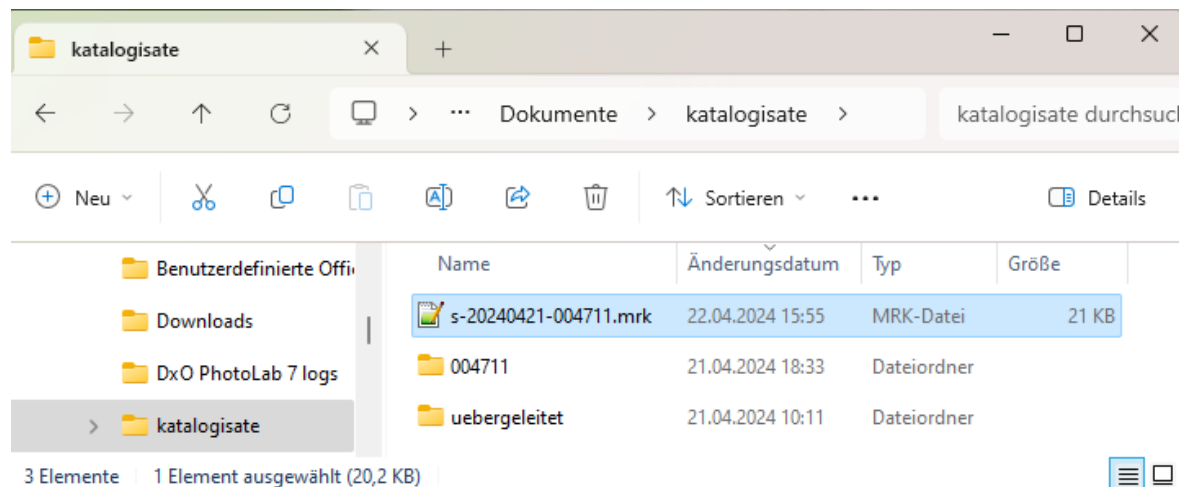 katalogisate
Dokumente katalogisate katalogisate durchsuc
Neu Sortieren Details
Name Änderungsdatum Typ Größe
Benutzerdefinierte Offi
s-20240421-004711.mrk 22.04.2024 15:55 MRK-Datei 21 KB
Downloads
004711 21.04.2024 18:33 Dateiordner
DxO PhotoLab 7 logs
uebergeleitet 21.04.2024 10:11 Dateiordner
katalogisate
3 Elemente 1 Element ausgewählt (20,2 KB)